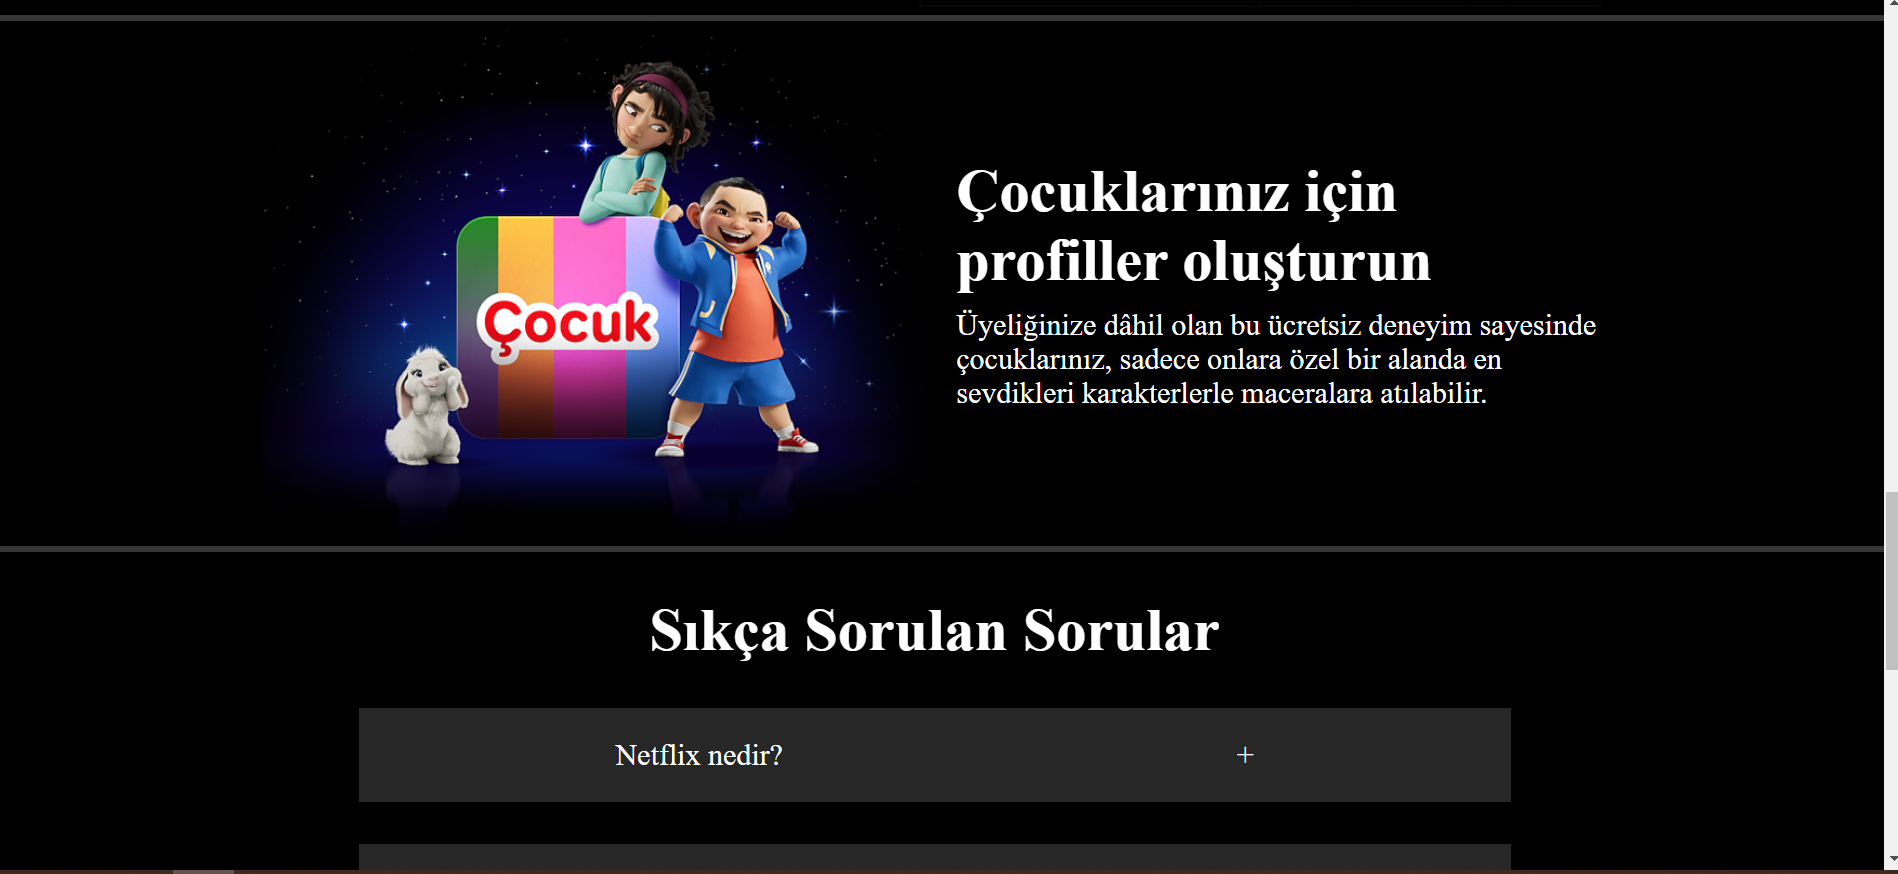 Çocuk
Çocuklarınız için
profiller oluşturun
Üyeliğinize dâhil olan bu ücretsiz deneyim sayesinde
çocuklarınız, sadece onlara özel bir alanda en
sevdikleri karakterlerle maceralara atılabilir.
Sıkça Sorulan Sorular
Netflix nedir? +